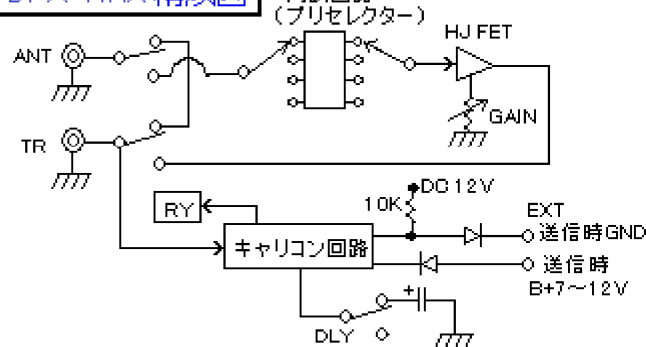 (プリセレクター)
HJ FET
ANT
GAIN
TR
DC 12V
10K
RY
EXT
キャリコン回路
送信時GND
送信時
B+7〜12V
+
DLY